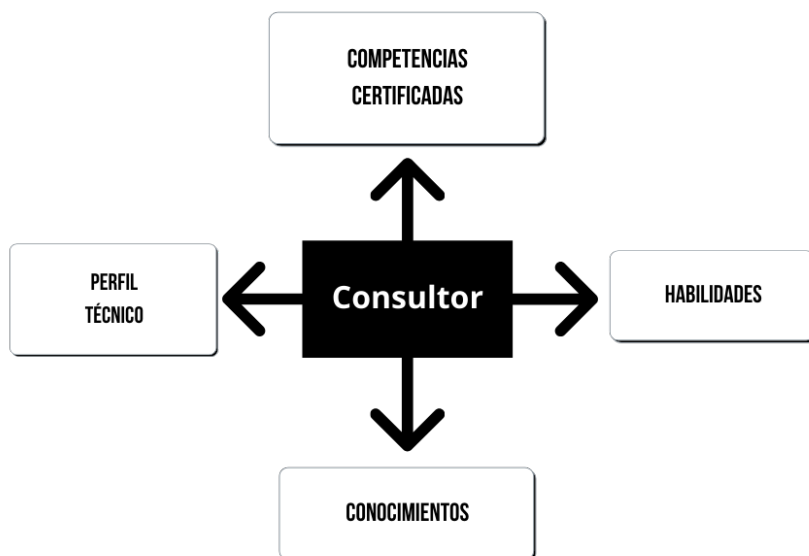 COMPETENCIAS
CERTIFICADAS
PERFIL
TÉCNICO
Consultor
HABILIDADES
CONOCIMIENTOS